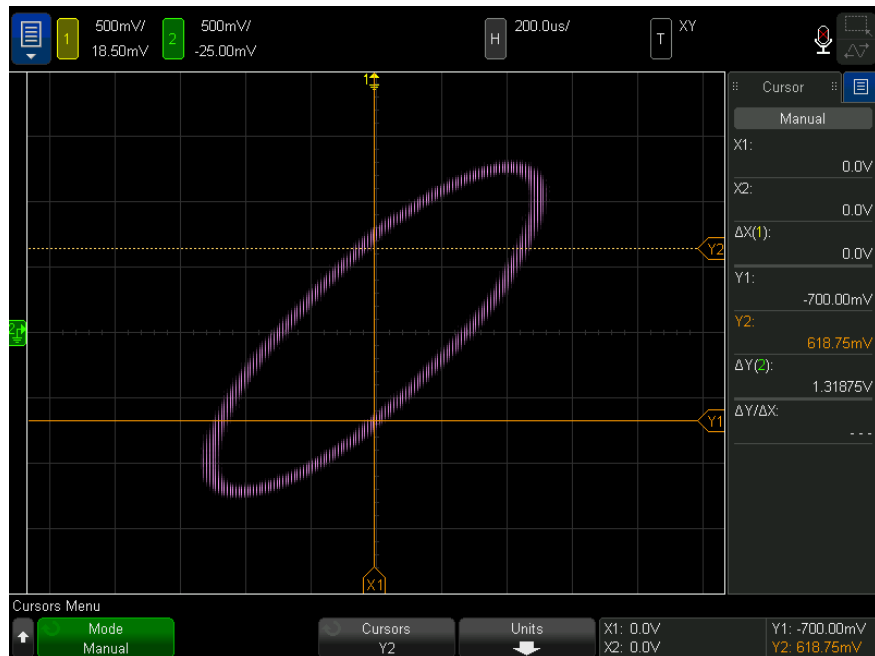 1 500mV/ 2 500mV/ H 200.0us/ T XY
18.50mV -25.00mV
1
Cursor
Manual
X1:
0.0V
X2:
0.0V
ΔX(1):
0.0V
Y1:
-700.00mV
Y2:
618.75mV
ΔY(2):
1.31875V
ΔY/ΔX:
- - -
Y2
2
Y1
X1
Cursors Menu
Mode
Manual
Cursors
Y2
Units
X1: 0.0V Y1: -700.00mV
X2: 0.0V Y2: 618.75mV